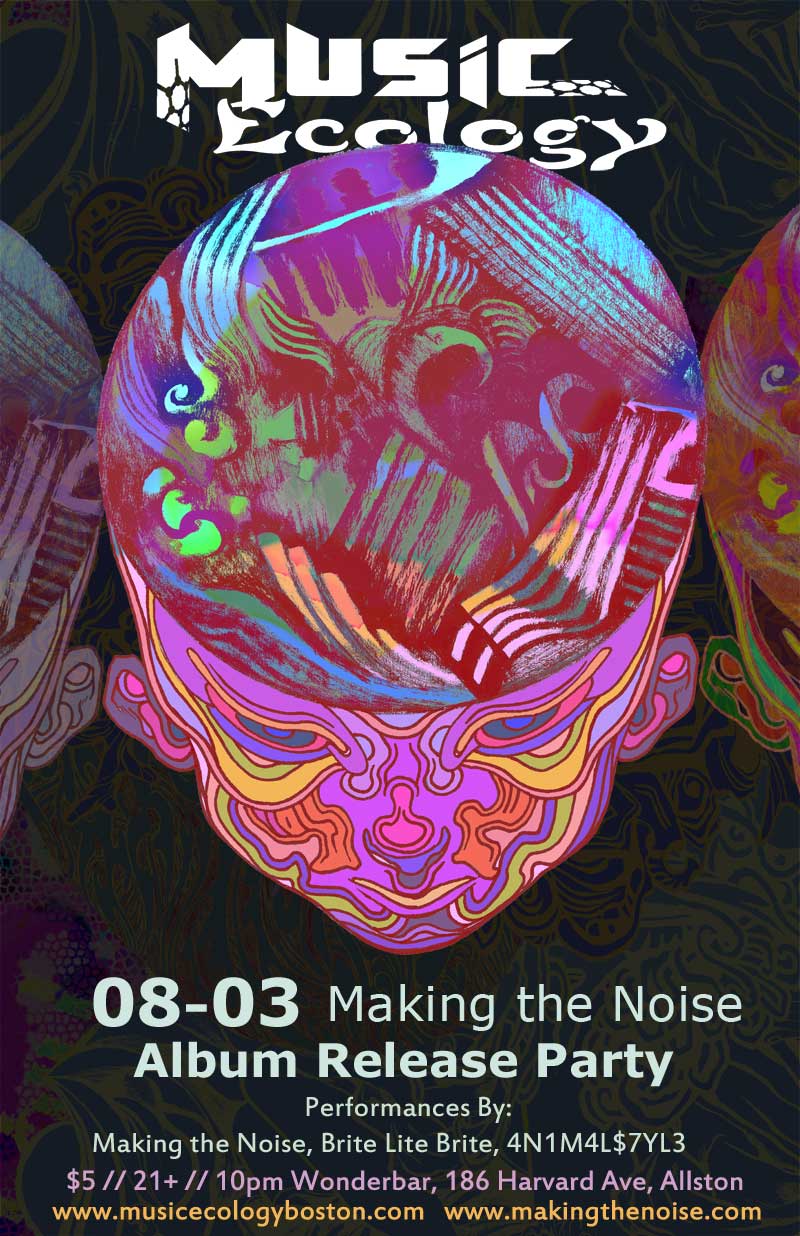 Music
Ecology
08-03 Making the Noise
Album Release Party
Performances By:
Making the Noise, Brite Lite Brite, 4N1M4L$7YL3
$5 // 21+ // 10pm Wonderbar, 186 Harvard Ave, Allston
www.musicecologyboston.com www.makingthenoise.com